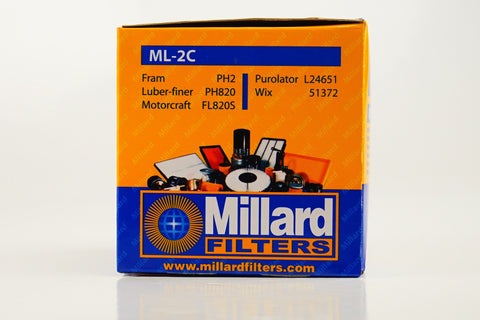 ML-2C
Fram PH2 Purolator L24651
Luber-finer PH820 Wix 51372
Motorcraft FL820S
Millard
FILTERS
www.millardfilters.com